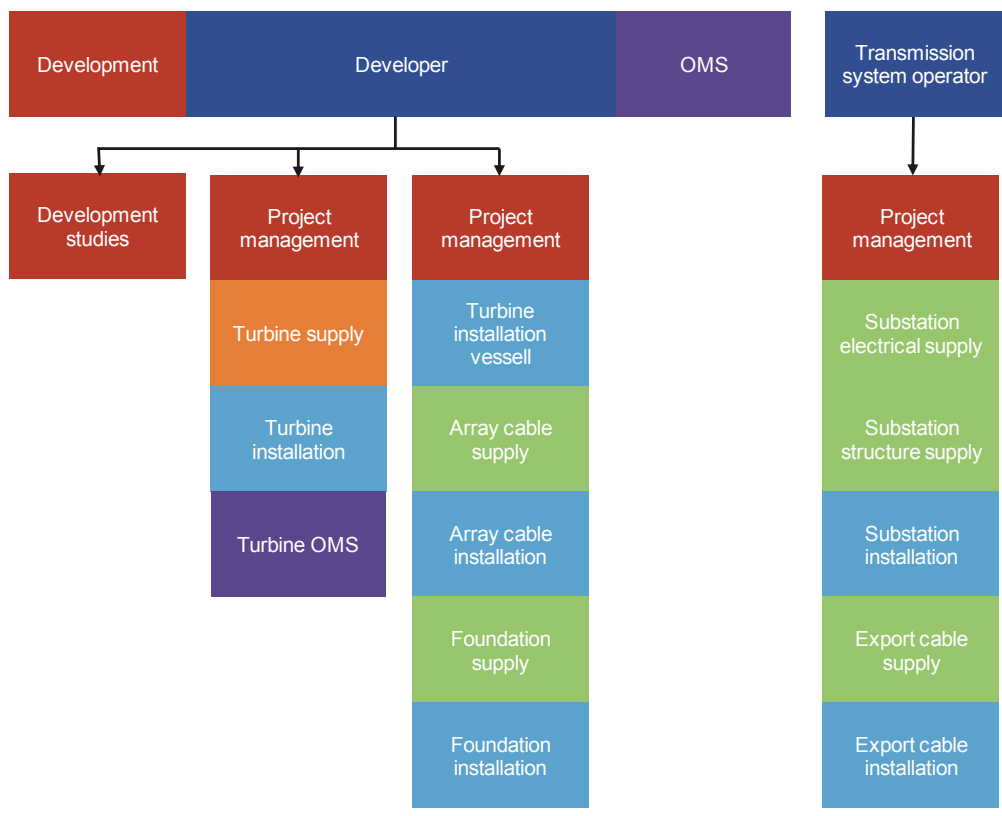 Development
Developer
OMS
Transmission
system operator
Development
studies
Project
management
Turbine supply
Turbine
installation
Turbine OMS
Project
management
Turbine
installation
vessell
Array cable
supply
Array cable
installation
Foundation
supply
Foundation
installation
Project
management
Substation
electrical supply
Substation
structure supply
Substation
installation
Export cable
supply
Export cable
installation